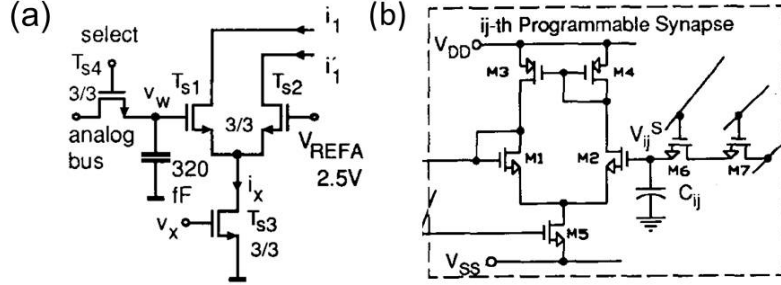 (a)
select
Ts4
3/3
analog
bus
vw
320
fF
Ts1
3/3
Ts2
i1
i′1
VREFA
2.5V
ix
vx
Ts3
3/3
(b)
ij-th Programmable Synapse
VDD
M3
M4
M1
M2
VijS
M6
M7
Cij
M5
VSS